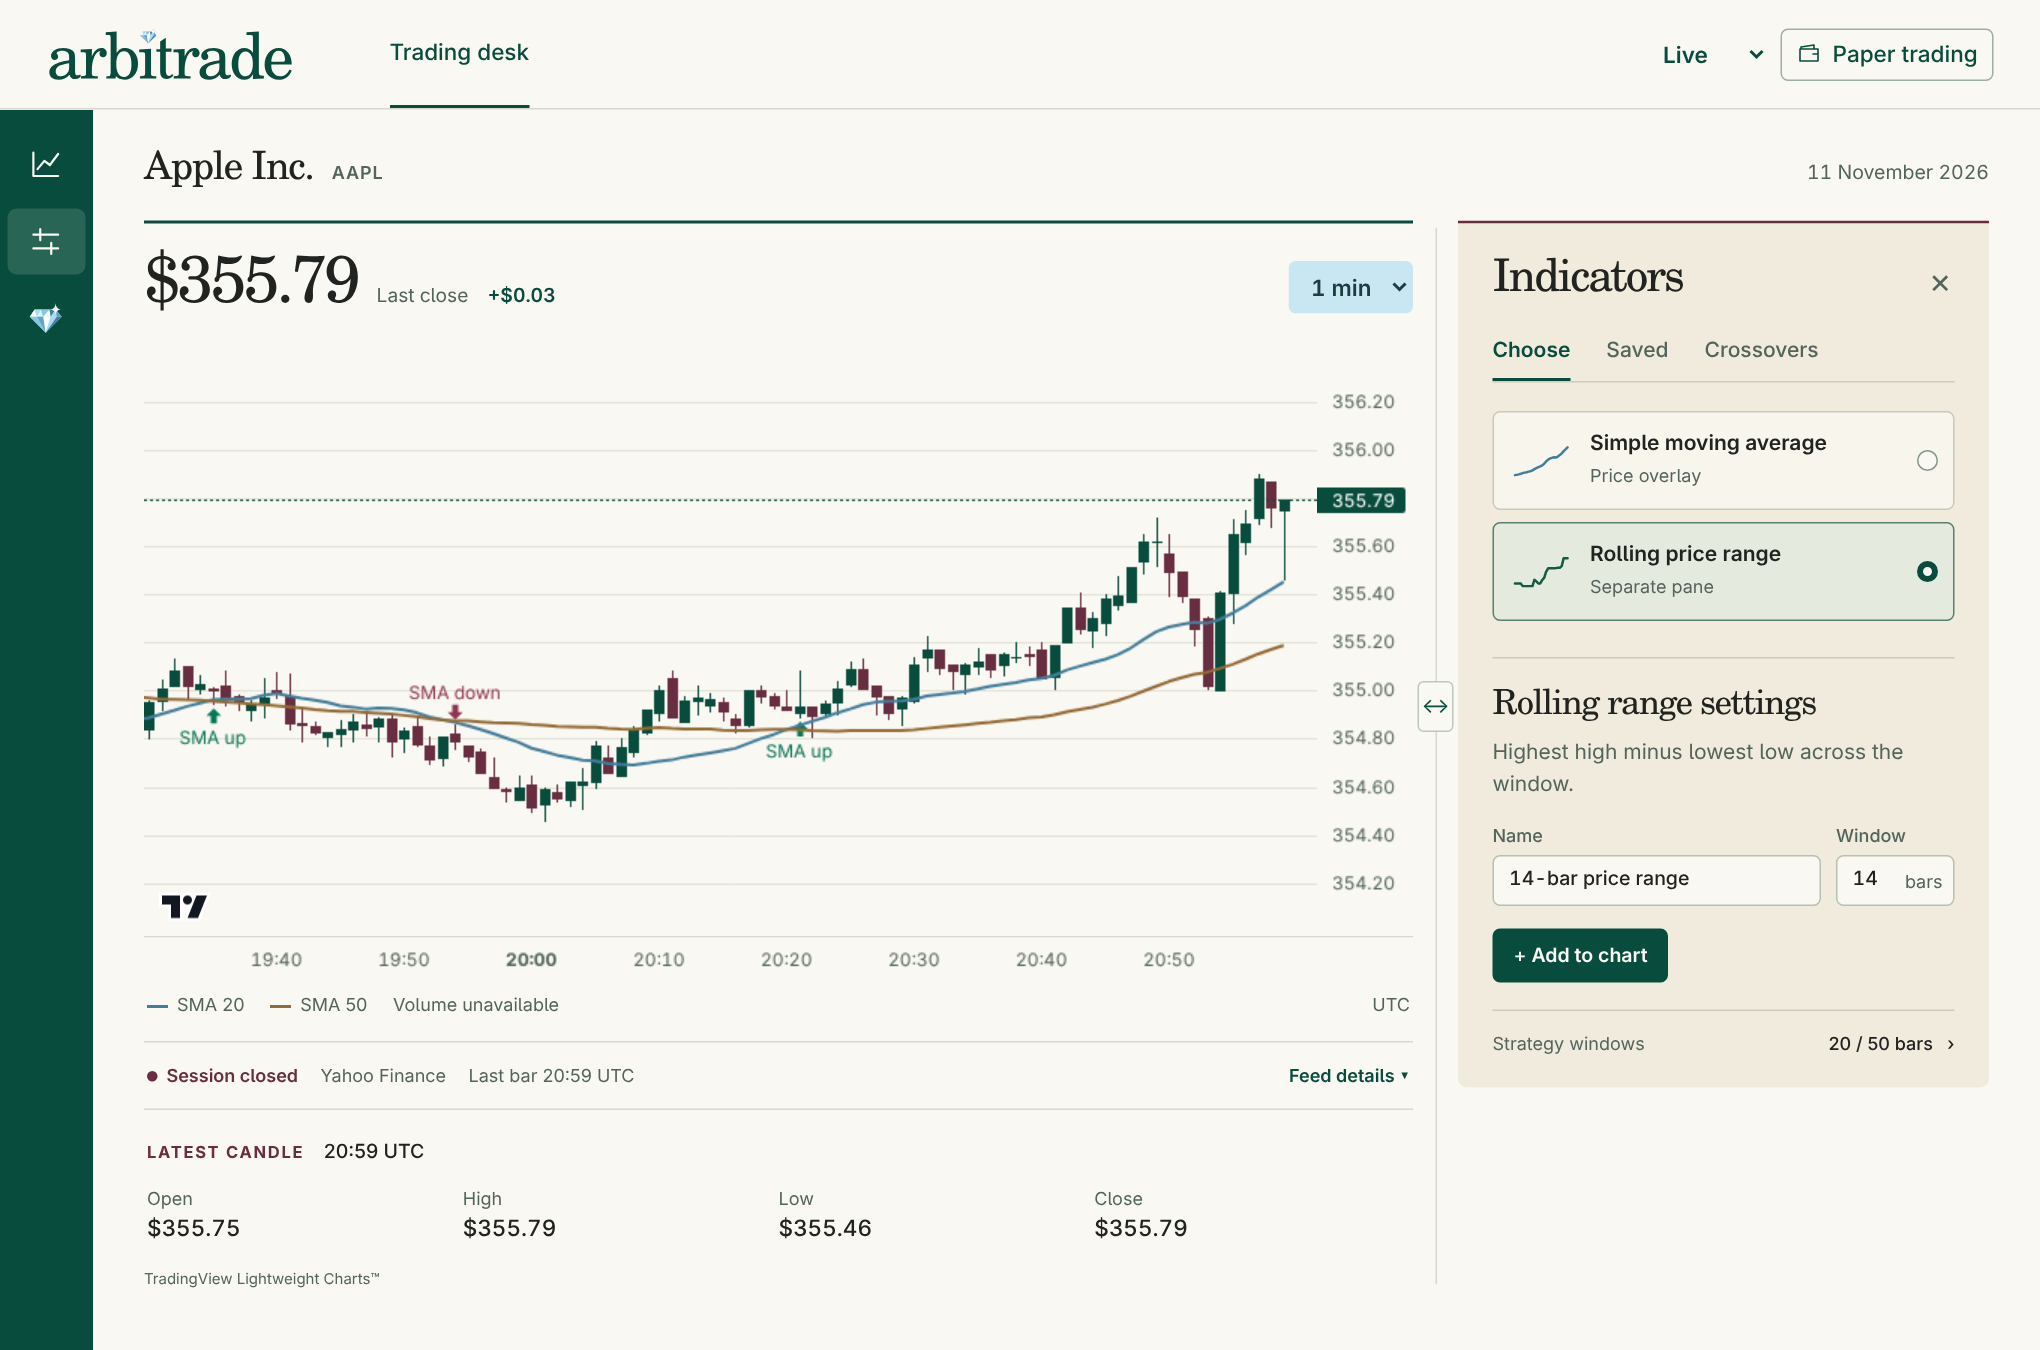 arbitrade
Trading desk
Live
Paper trading
Apple Inc. AAPL
11 November 2026
$355.79 Last close +$0.03
1 min
356.20
356.00
355.79
355.60
355.40
355.20
355.00
354.80
354.60
354.40
354.20
SMA up
SMA down
SMA up
19:40 19:50 20:00 20:10 20:20 20:30 20:40 20:50
SMA 20 SMA 50 Volume unavailable UTC
Session closed Yahoo Finance Last bar 20:59 UTC Feed details
LATEST CANDLE 20:59 UTC
Open High Low Close
$355.75 $355.79 $355.46 $355.79
TradingView Lightweight Charts™
Indicators
Choose Saved Crossovers
Simple moving average
Price overlay
Rolling price range
Separate pane
Rolling range settings
Highest high minus lowest low across the
window.
Name Window
14-bar price range 14 bars
+ Add to chart
Strategy windows 20 / 50 bars